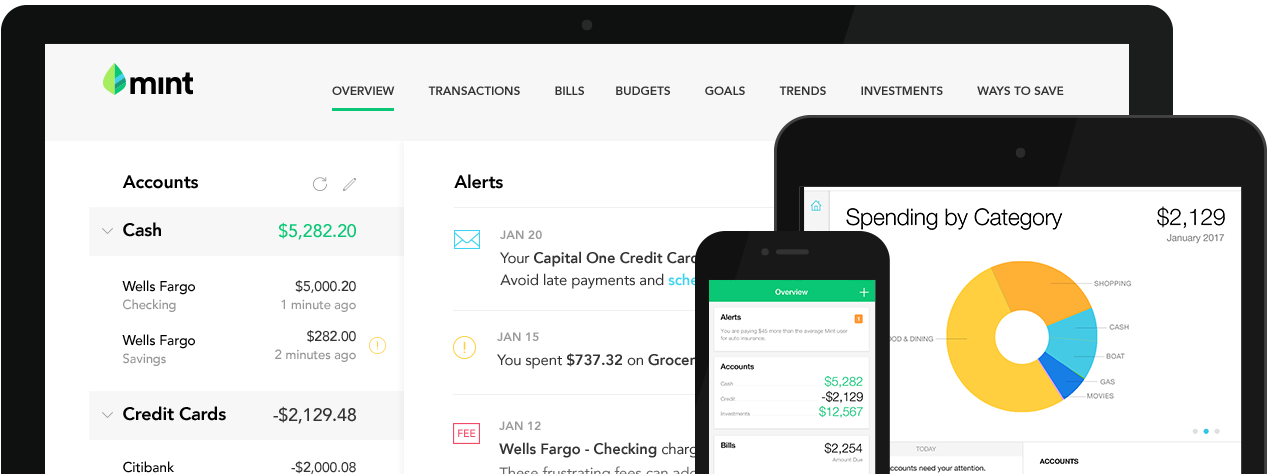 mint
OVERVIEW TRANSACTIONS BILLS BUDGETS GOALS TRENDS INVESTMENTS WAYS TO SAVE
Accounts
Cash $5,282.20
Wells Fargo $5,000.20
Checking 1 minute ago
Wells Fargo $282.00
Savings 2 minutes ago
Credit Cards -$2,129.48
Citibank -$2,000.08
Alerts
JAN 20
Your Capital One Credit Card
Avoid late payments and sche
JAN 15
You spent $737.32 on Grocer
FEE
JAN 12
Wells Fargo - Checking charg
These frustrating fees can add
Overview +
Alerts 1
You are paying $45 more than the average Mint user
for auto insurance.
Accounts
Cash $5,282
Credit -$2,129
Investments $12,567
Bills $2,254
Amount Due
Spending by Category $2,129
January 2017
SHOPPING
CASH
OOD & DINING
BOAT
GAS
MOVIES
TODAY
accounts need your attention.
ACCOUNTS